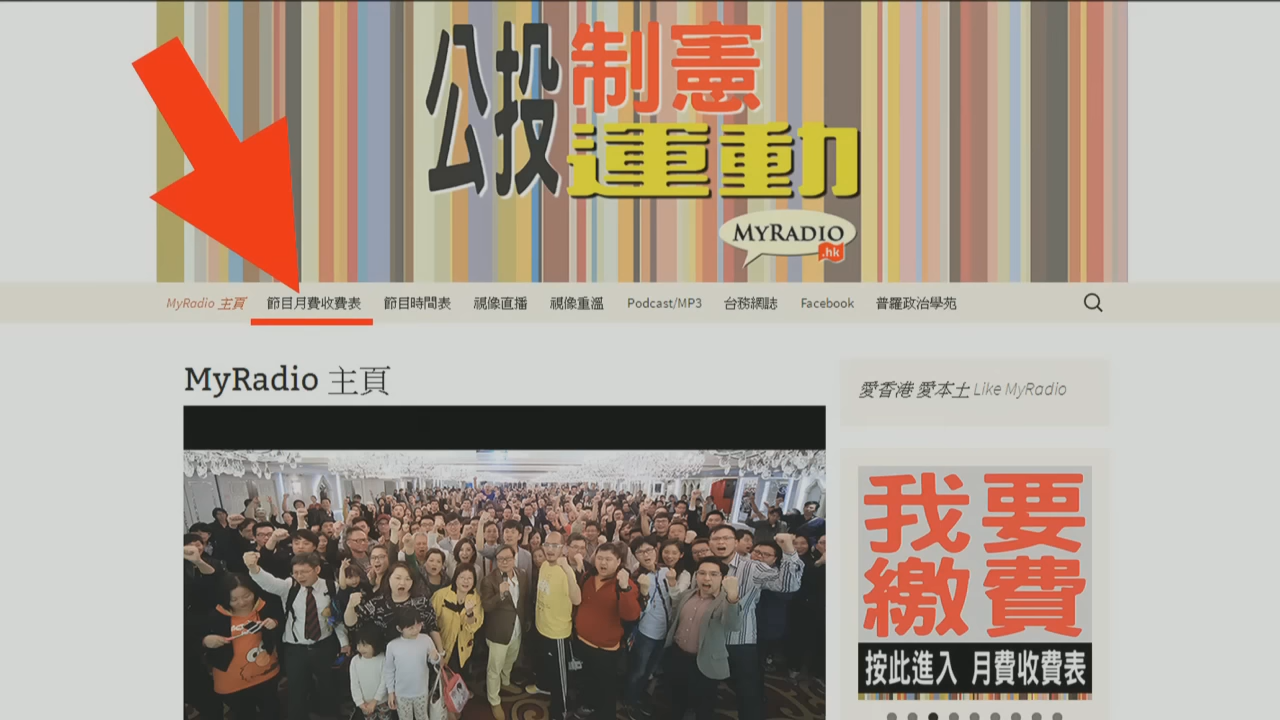 公投制憲
運動
MYRADIO
.hk
MyRadio 主頁 節目月費收費表 節目時間表 視像直播 視像重溫 Podcast/MP3 台務網誌 Facebook 普羅政治學苑
MyRadio 主頁
愛香港 愛本土 Like MyRadio
我要
繳費
按此進入 月費收費表